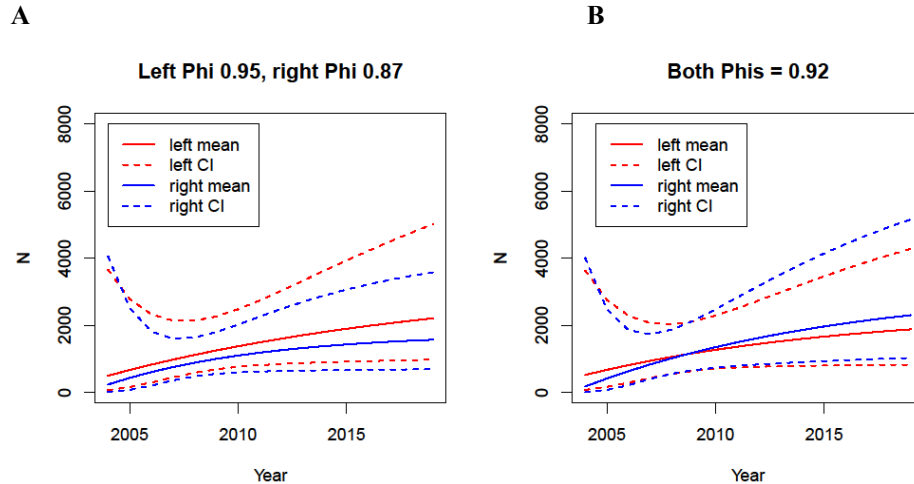 A
Left Phi 0.95, right Phi 0.87
N
8000
6000
4000
2000
0
left mean
left CI
right mean
right CI
2005 2010 2015
Year
B
Both Phis = 0.92
N
8000
6000
4000
2000
0
left mean
left CI
right mean
right CI
2005 2010 2015
Year